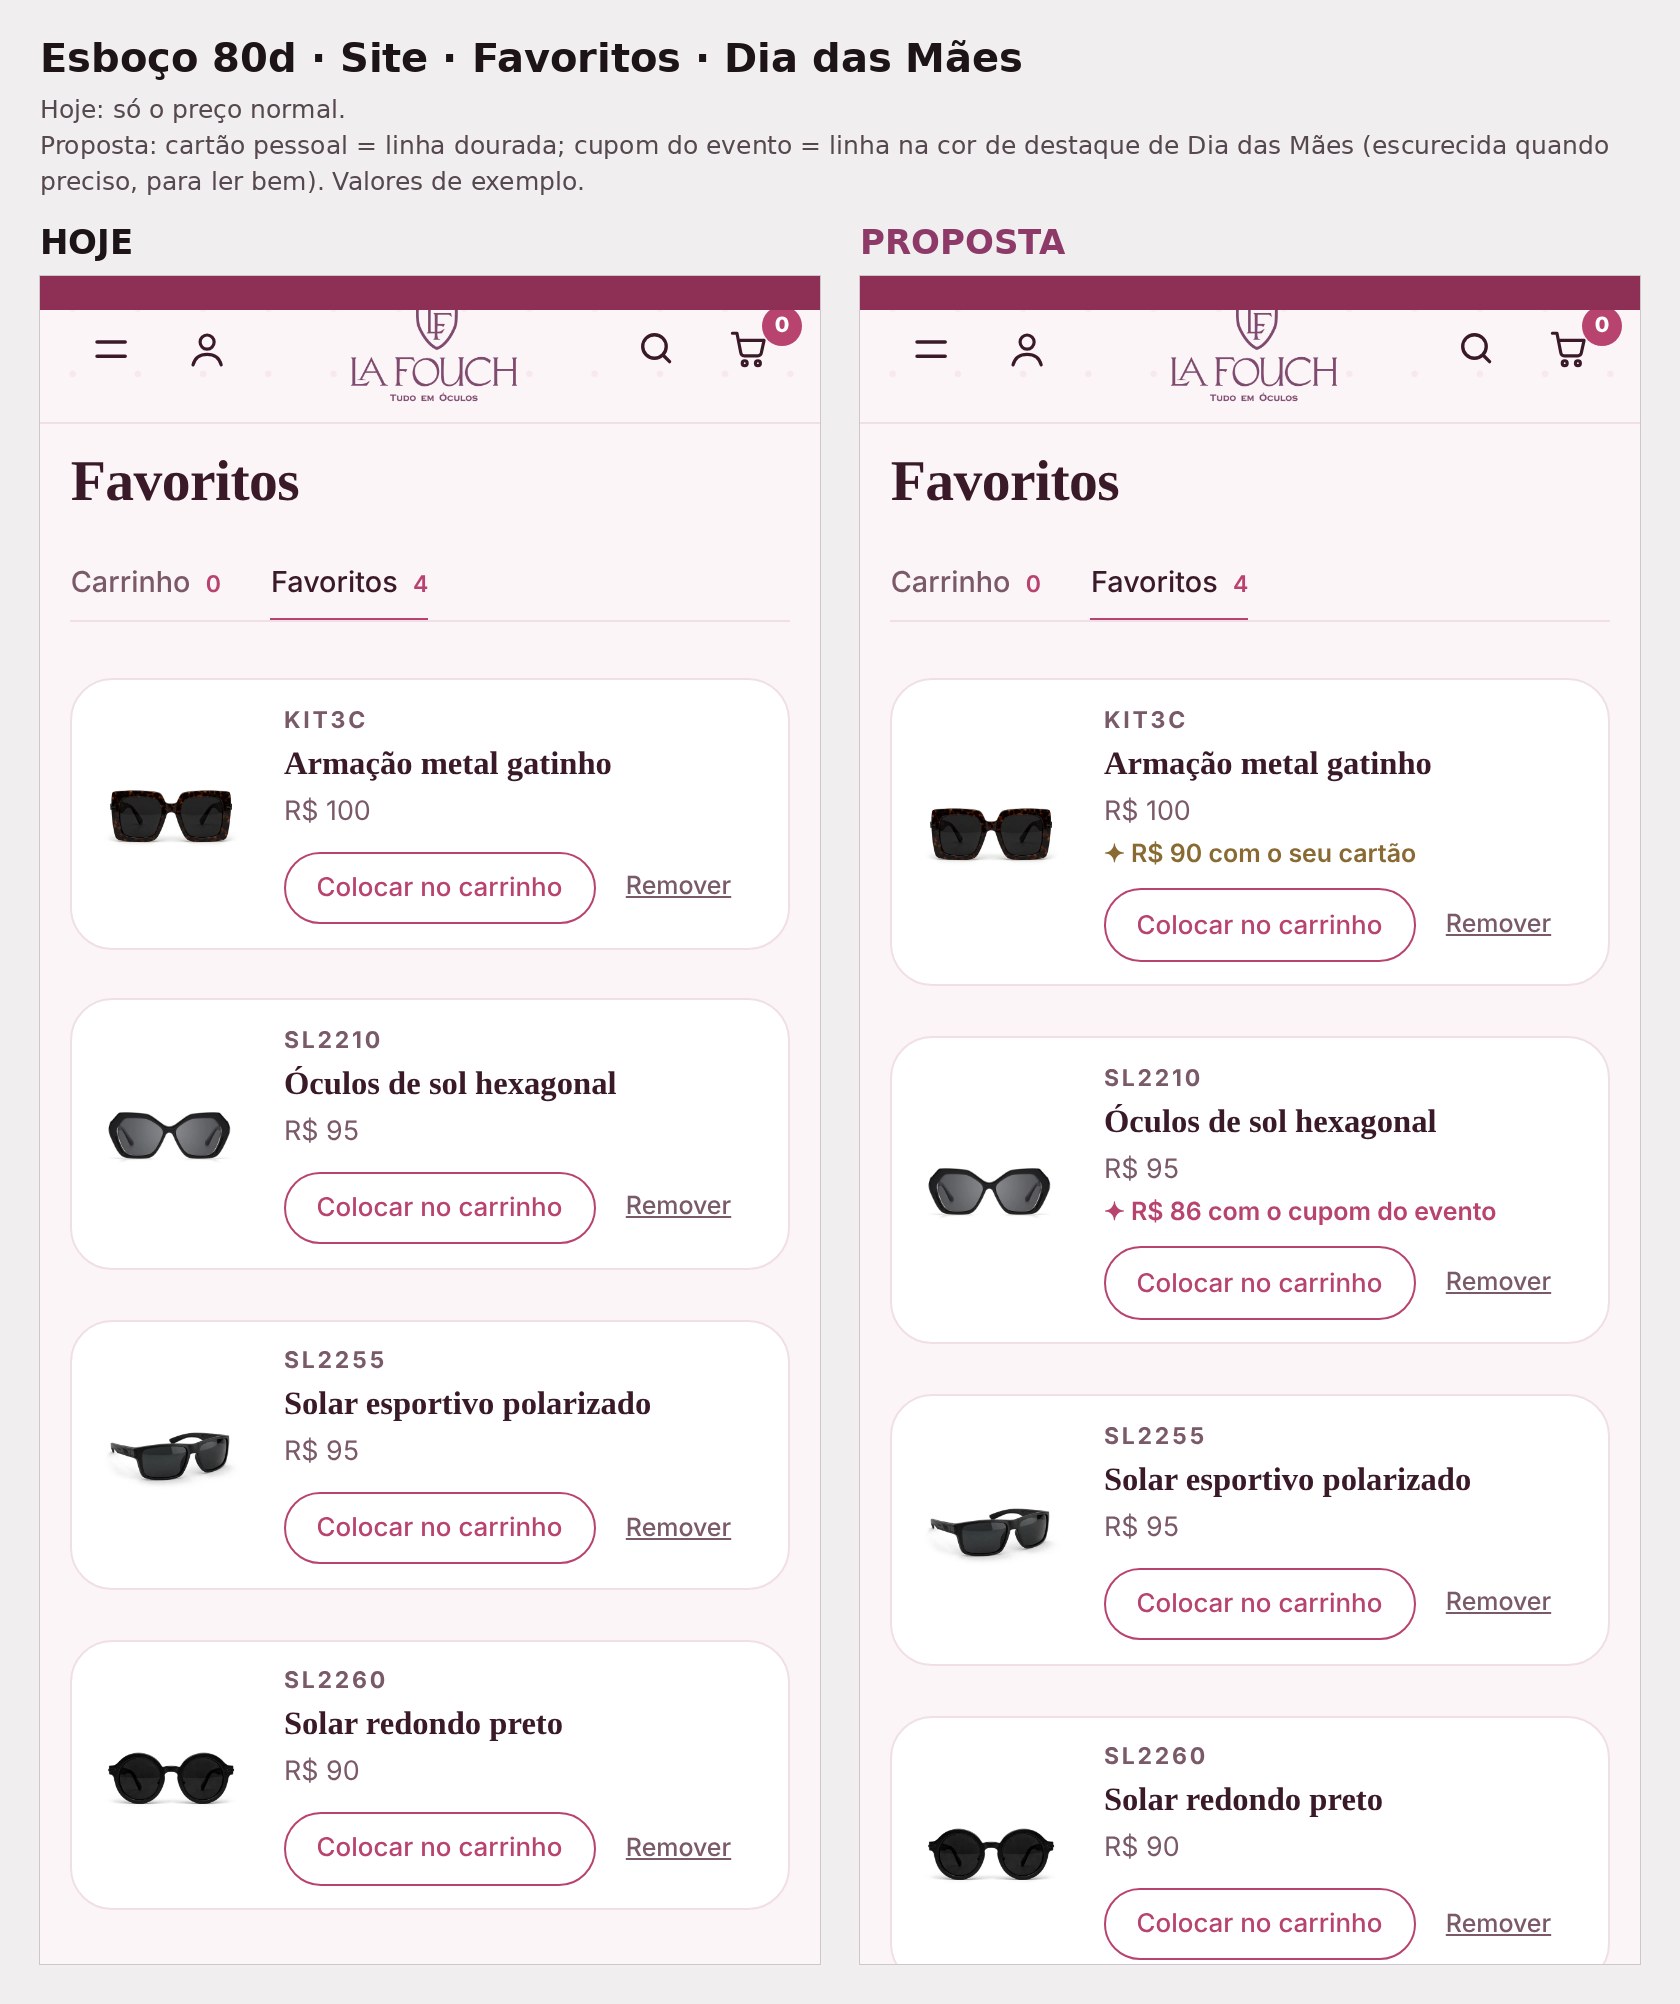 Esboço 80d · Site · Favoritos · Dia das Mães
Hoje: só o preço normal.
Proposta: cartão pessoal = linha dourada; cupom do evento = linha na cor de destaque de Dia das Mães (escurecida quando
preciso, para ler bem). Valores de exemplo.
HOJE
0
LF
LA FOUCH
TUDO EM ÓCULOS
Favoritos
Carrinho 0 Favoritos 4
KIT3C
Armação metal gatinho
R$ 100
Colocar no carrinho Remover
SL2210
Óculos de sol hexagonal
R$ 95
Colocar no carrinho Remover
SL2255
Solar esportivo polarizado
R$ 95
Colocar no carrinho Remover
SL2260
Solar redondo preto
R$ 90
Colocar no carrinho Remover
PROPOSTA
0
LF
LA FOUCH
TUDO EM ÓCULOS
Favoritos
Carrinho 0 Favoritos 4
KIT3C
Armação metal gatinho
R$ 100
✦ R$ 90 com o seu cartão
Colocar no carrinho Remover
SL2210
Óculos de sol hexagonal
R$ 95
✦ R$ 86 com o cupom do evento
Colocar no carrinho Remover
SL2255
Solar esportivo polarizado
R$ 95
Colocar no carrinho Remover
SL2260
Solar redondo preto
R$ 90
Colocar no carrinho Remover